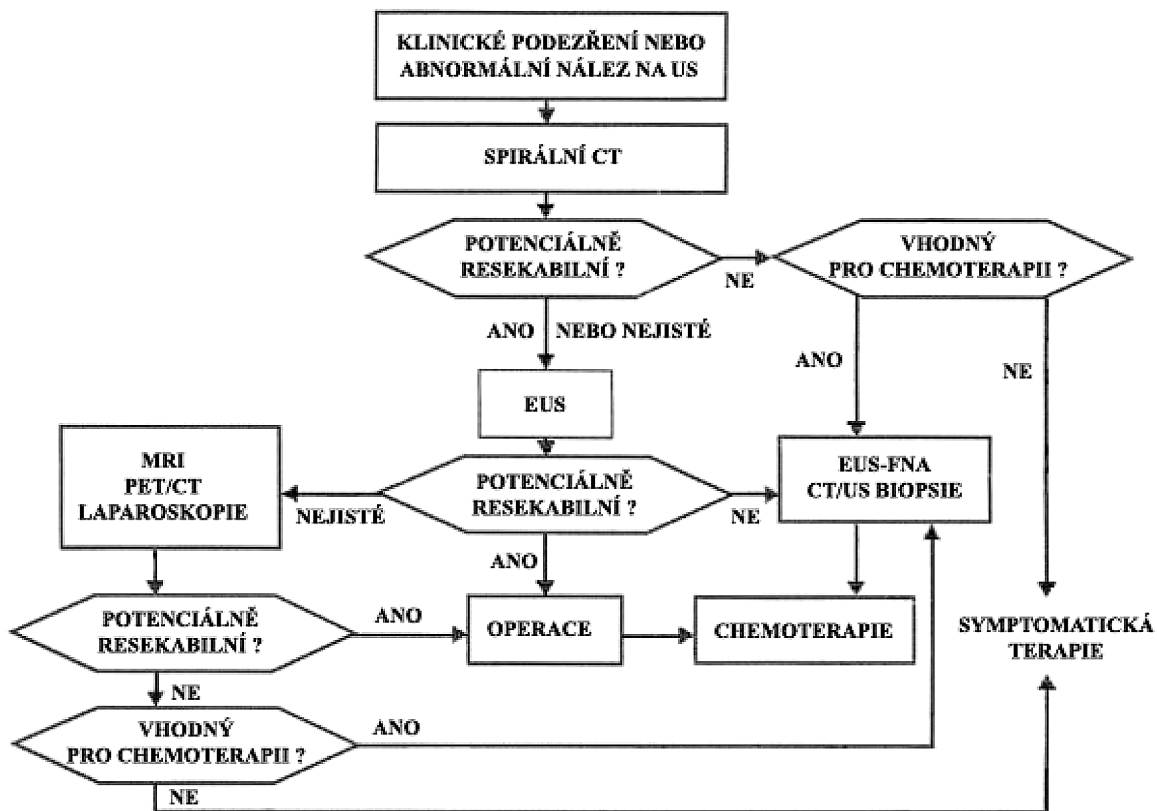 KLINICKÉ PODEZŘENÍ NEBO
ABNORMÁLNÍ NÁLEZ NA US
SPIRÁLNÍ CT
POTENCIÁLNĚ
RESEKABILNÍ ?
NE
VHODNÝ
PRO CHEMOTERAPII ?
ANO
NEBO NEJISTÉ
ANO
NE
EUS
MRI
PET/CT
LAPAROSKOPIE
NEJISTÉ
POTENCIÁLNĚ
RESEKABILNÍ ?
NE
EUS-FNA
CT/US BIOPSIE
ANO
POTENCIÁLNĚ
RESEKABILNÍ ?
ANO
OPERACE
CHEMOTERAPIE
SYMPTOMATICKÁ
TERAPIE
NE
VHODNÝ
PRO CHEMOTERAPII ?
ANO
NE